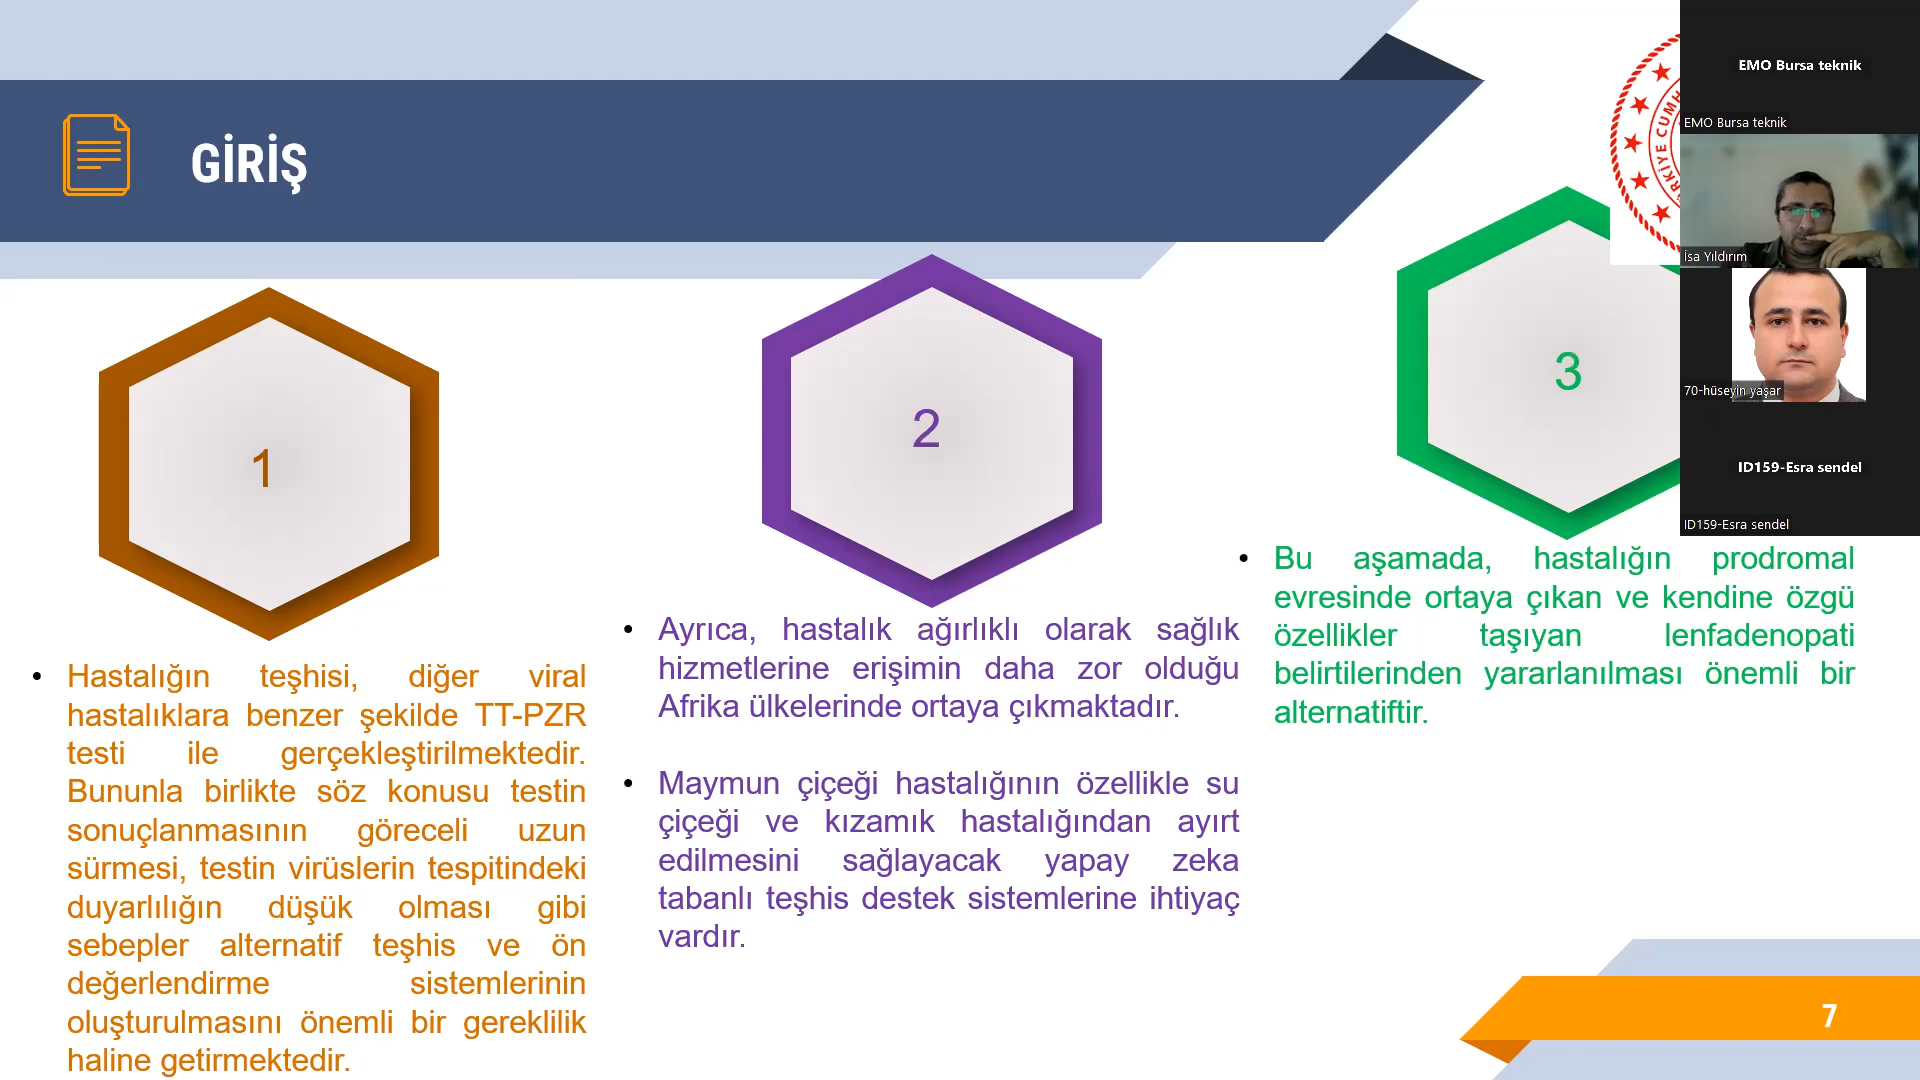 GİRİŞ
1
Hastalığın teşhisi, diğer viral
hastalıklara benzer şekilde TT-PZR
testi ile gerçekleştirilmektedir.
Bununla birlikte söz konusu testin
sonuçlanmasının göreceli uzun
sürmesi, testin virüslerin tespitindeki
duyarlılığın düşük olması gibi
sebepler alternatif teşhis ve ön
değerlendirme sistemlerinin
oluşturulmasını önemli bir gereklilik
haline getirmektedir.
2
Ayrıca, hastalık ağırlıklı olarak sağlık
hizmetlerine erişimin daha zor olduğu
Afrika ülkelerinde ortaya çıkmaktadır.
Maymun çiçeği hastalığının özellikle su
çiçeği ve kızamık hastalığından ayırt
edilmesini sağlayacak yapay zeka
tabanlı teşhis destek sistemlerine ihtiyaç
vardır.
3
Bu aşamada, hastalığın prodromal
evresinde ortaya çıkan ve kendine özgü
özellikler taşıyan lenfadenopati
belirtilerinden yararlanılması önemli bir
alternatiftir.
7
EMO Bursa teknik
EMO Bursa teknik
İsa Yıldırım
70-hüseyin yaşar
ID159-Esra sendel
ID159-Esra sendel